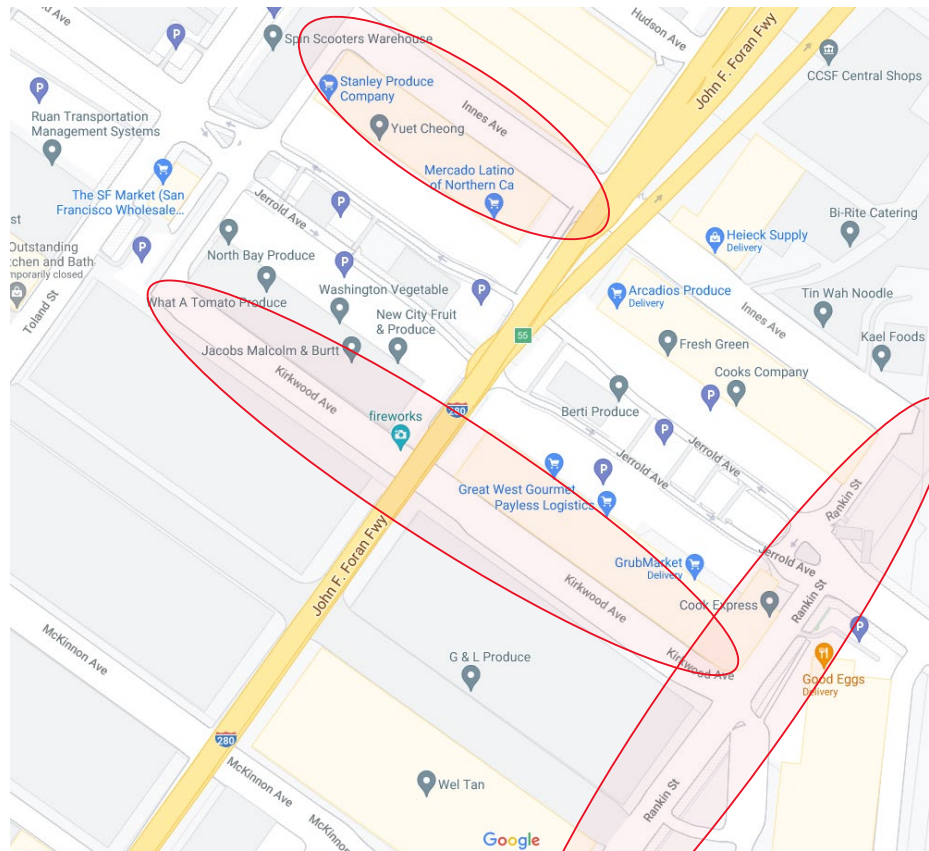 Hudson Ave
John F. Foran Fwy
Spin Scooters Warehouse
CCSF Central Shops
Stanley Produce
Company
Innes Ave
P
P
Ruan Transportation
Management Systems
Yuet Cheong
Mercado Latino
of Northern Ca
The SF Market (San
Francisco Wholesale...
Jerrold Ave
P
Bi-Rite Catering
st
Outstanding
tchen and Bath
mporarily closed
P
North Bay Produce
P
Heieck Supply
Delivery
Toland St
What A Tomato Produce
Washington Vegetable
P
Arcadios Produce
Delivery
Tin Wah Noodle
New City Fruit
& Produce
Innes Ave
55
Jacobs Malcolm & Burtt
Fresh Green
Kael Foods
Kirkwood Ave
Cooks Company
P
fireworks
280
Berti Produce
P
Jerrold Ave
Jerrold Ave
Great West Gourmet
P
Payless Logistics
Rankin St
John F. Foran Fwy
GrubMarket
Delivery
Jerrold Ave
Kirkwood Ave
Cook Express
Rankin St
P
McKinnon Ave
G & L Produce
Kirkwood Ave
Good Eggs
Delivery
280
McKinnon Ave
Wel Tan
Rankin St
McKinnon Ave
Google